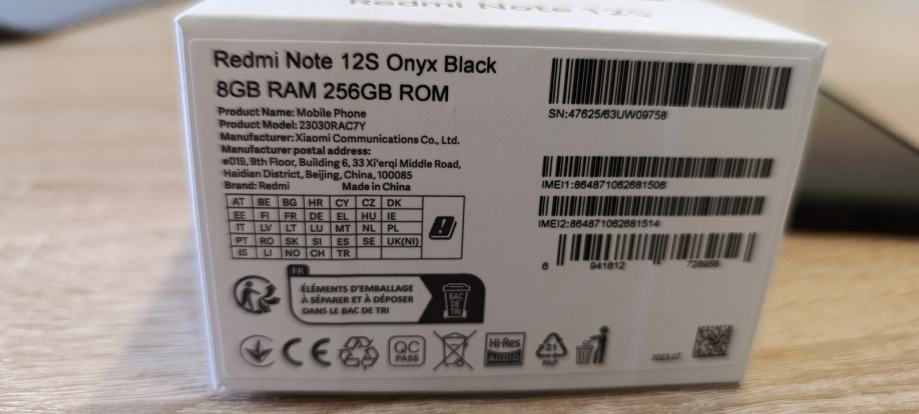 Redmi Note 12S
Redmi Note 12S Onyx Black
8GB RAM 256GB ROM
Product Name: Mobile Phone
Product Model: 23030RAC7Y
Manufacturer: Xiaomi Communications Co., Ltd.
Manufacturer postal address:
#019, 9th Floor, Building 6, 33 Xi'erqi Middle Road,
Haidian District, Beijing, China, 100085
Brand: Redmi Made in China
AT BE BG HR CY CZ DK
EE FI FR DE EL HU IE
IT LV LT LU MT NL PL
PT RO SK SI ES SE UK(NI)
IS LI NO CH TR
SN:47625/63UW09758
IMEI1:864871062681506
IMEI2:864871062681514
6 941812 728956
FR
ÉLÉMENTS D'EMBALLAGE
À SÉPARER ET À DÉPOSER
DANS LE BAC DE TRI
BAC
DE
TRI
CE
QC
PASS
Hi-Res
AUDIO
21
PAP
2023.07